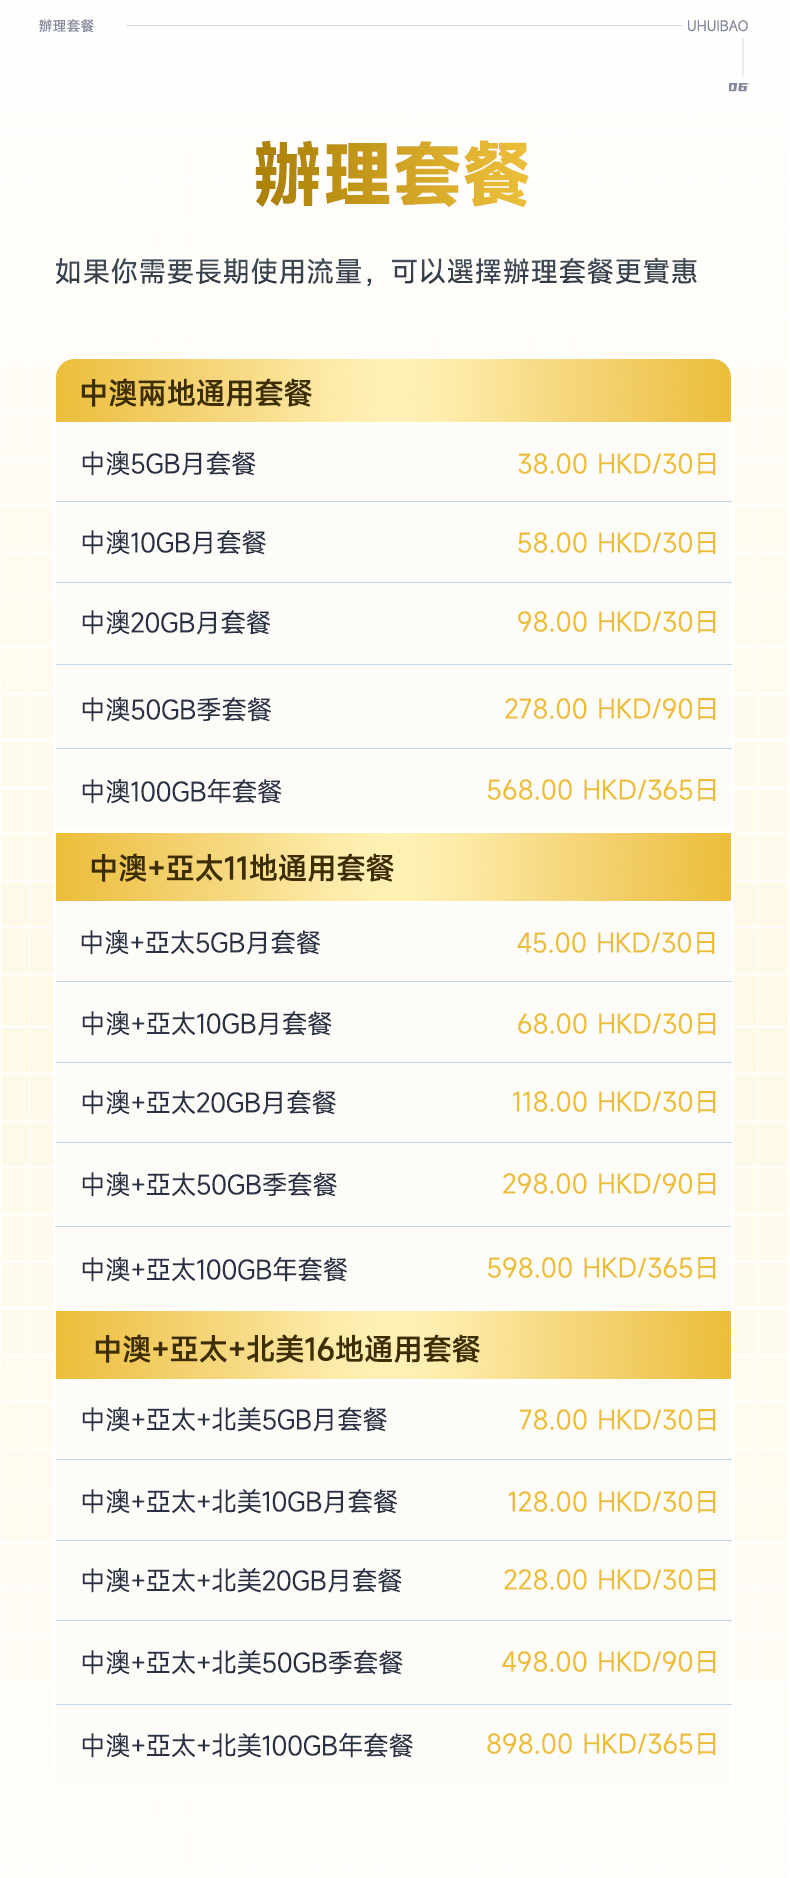 辦理套餐
UHUIBAO
06
辦理套餐
如果你需要長期使用流量，可以選擇辦理套餐更實惠
中澳兩地通用套餐
中澳5GB月套餐 38.00 HKD/30日
中澳10GB月套餐 58.00 HKD/30日
中澳20GB月套餐 98.00 HKD/30日
中澳50GB季套餐 278.00 HKD/90日
中澳100GB年套餐 568.00 HKD/365日
中澳+亞太11地通用套餐
中澳+亞太5GB月套餐 45.00 HKD/30日
中澳+亞太10GB月套餐 68.00 HKD/30日
中澳+亞太20GB月套餐 118.00 HKD/30日
中澳+亞太50GB季套餐 298.00 HKD/90日
中澳+亞太100GB年套餐 598.00 HKD/365日
中澳+亞太+北美16地通用套餐
中澳+亞太+北美5GB月套餐 78.00 HKD/30日
中澳+亞太+北美10GB月套餐 128.00 HKD/30日
中澳+亞太+北美20GB月套餐 228.00 HKD/30日
中澳+亞太+北美50GB季套餐 498.00 HKD/90日
中澳+亞太+北美100GB年套餐 898.00 HKD/365日